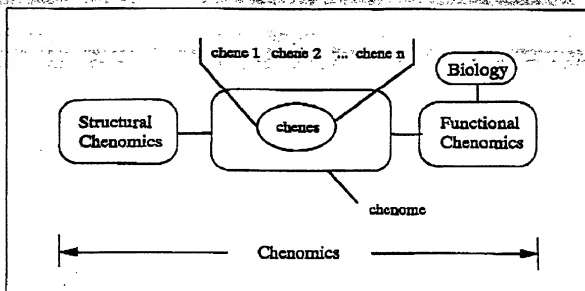 chene 1 chene 2 ... chene n
Biology
Structural
Chenomics
chenes
Functional
Chenomics
chenome
Chenomics